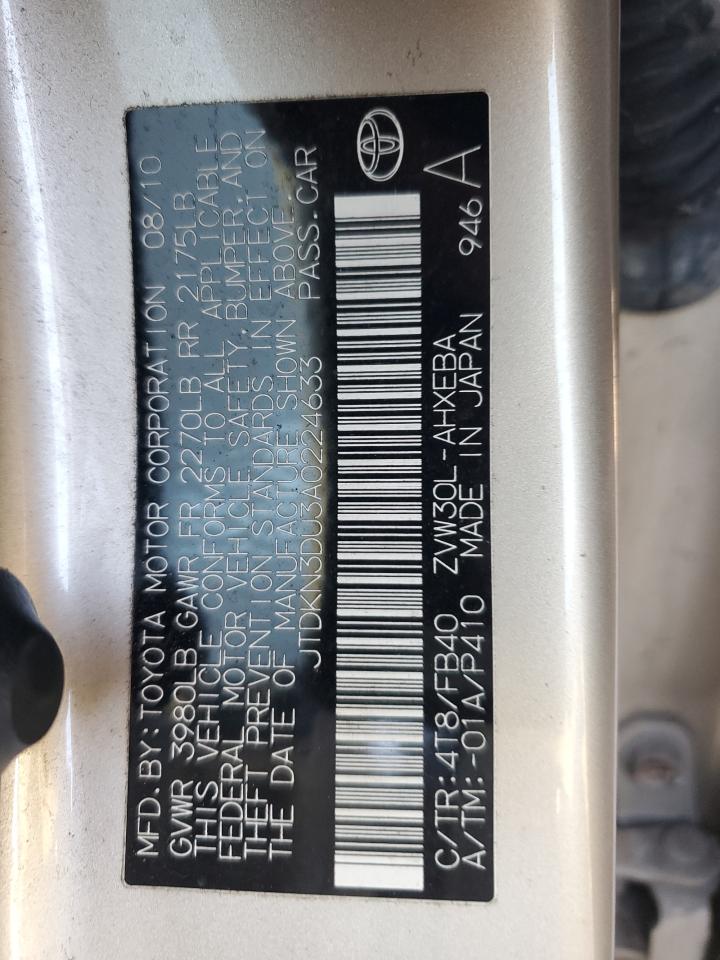 MFD. BY: TOYOTA MOTOR CORPORATION 08/10
GVWR 3980LB GAWR FR 2270LB RR 2175LB
THIS VEHICLE CONFORMS TO ALL APPLICABLE
FEDERAL MOTOR VEHICLE SAFETY, BUMPER, AND
THEFT PREVENTION STANDARDS IN EFFECT ON
THE DATE OF MANUFACTURE SHOWN ABOVE.
JTDKN3DU3A0224633 PASS. CAR
C/TR: 4T8/FB40 ZVW30L-AHXEBA
A/TM: -01A/P410 MADE IN JAPAN 946 A